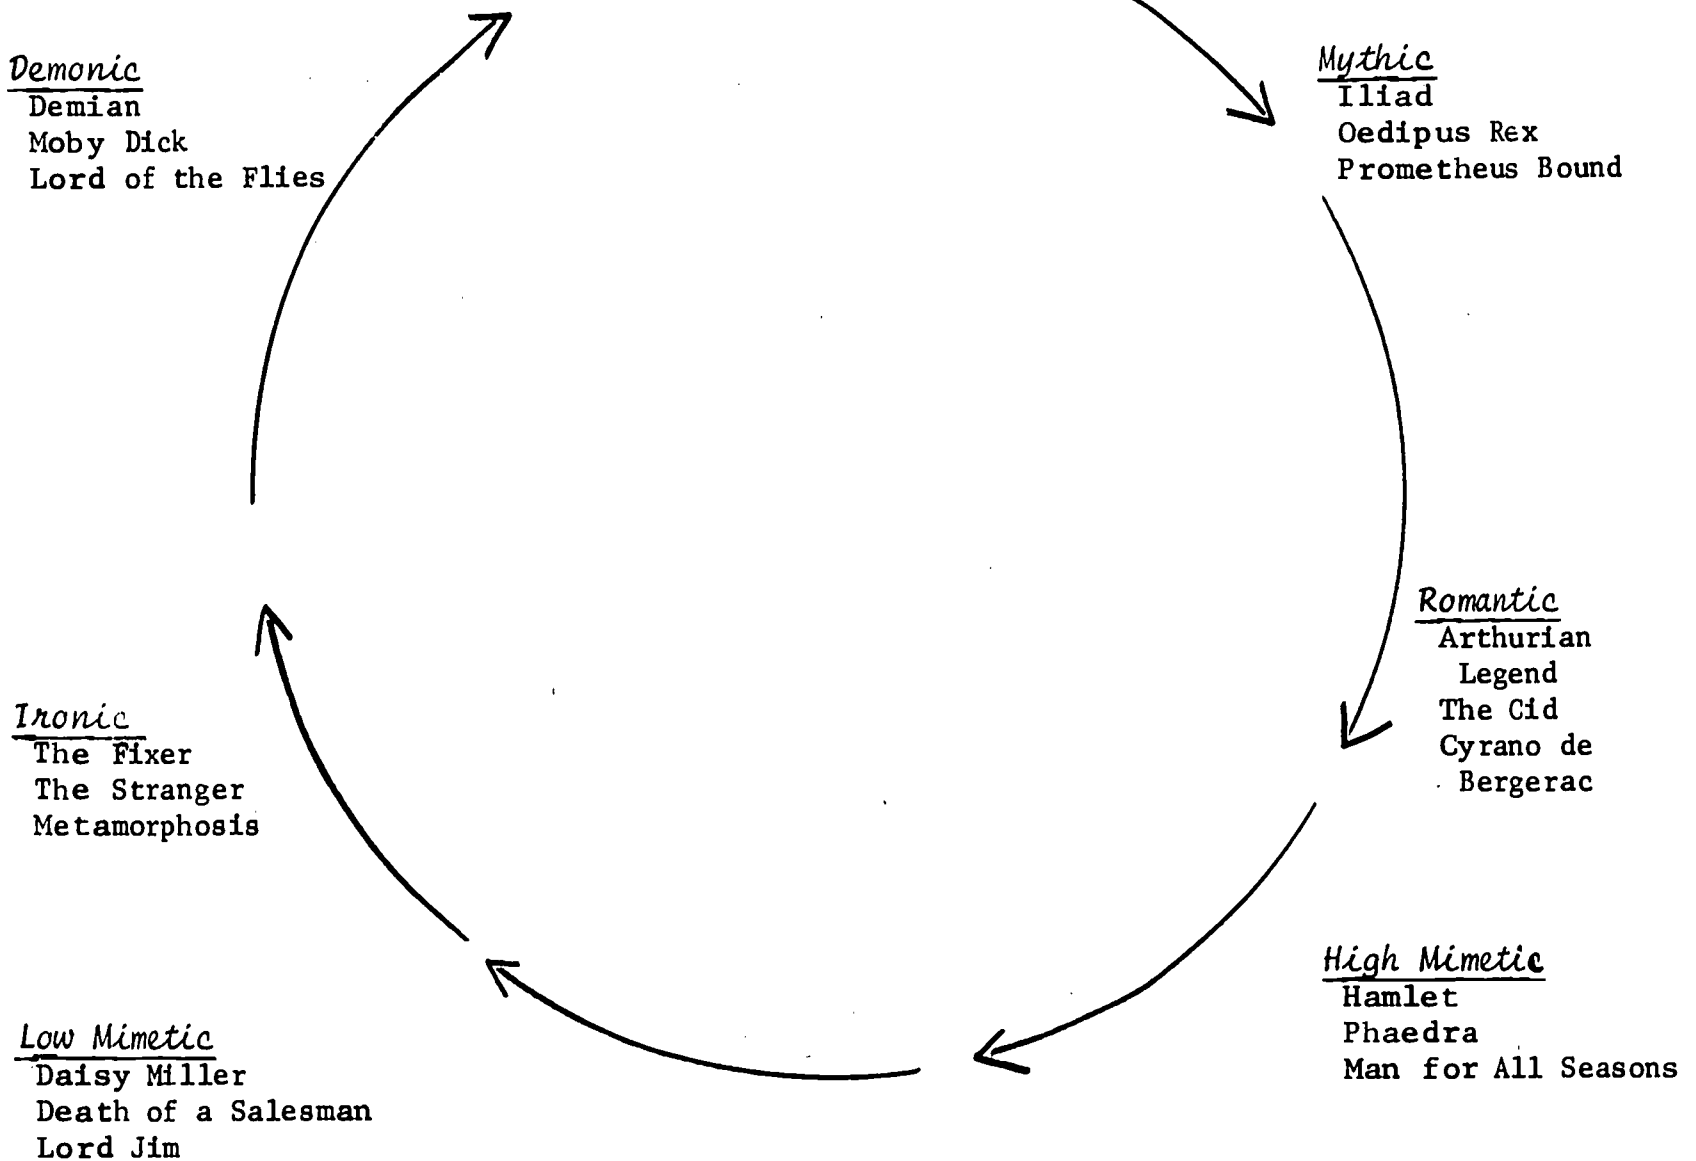 Demonic
Demian
Moby Dick
Lord of the Flies
Mythic
Iliad
Oedipus Rex
Prometheus Bound
Romantic
Arthurian
Legend
The Cid
Cyrano de
Bergerac
Ironic
The Fixer
The Stranger
Metamorphosis
High Mimetic
Hamlet
Phaedra
Man for All Seasons
Low Mimetic
Daisy Miller
Death of a Salesman
Lord Jim